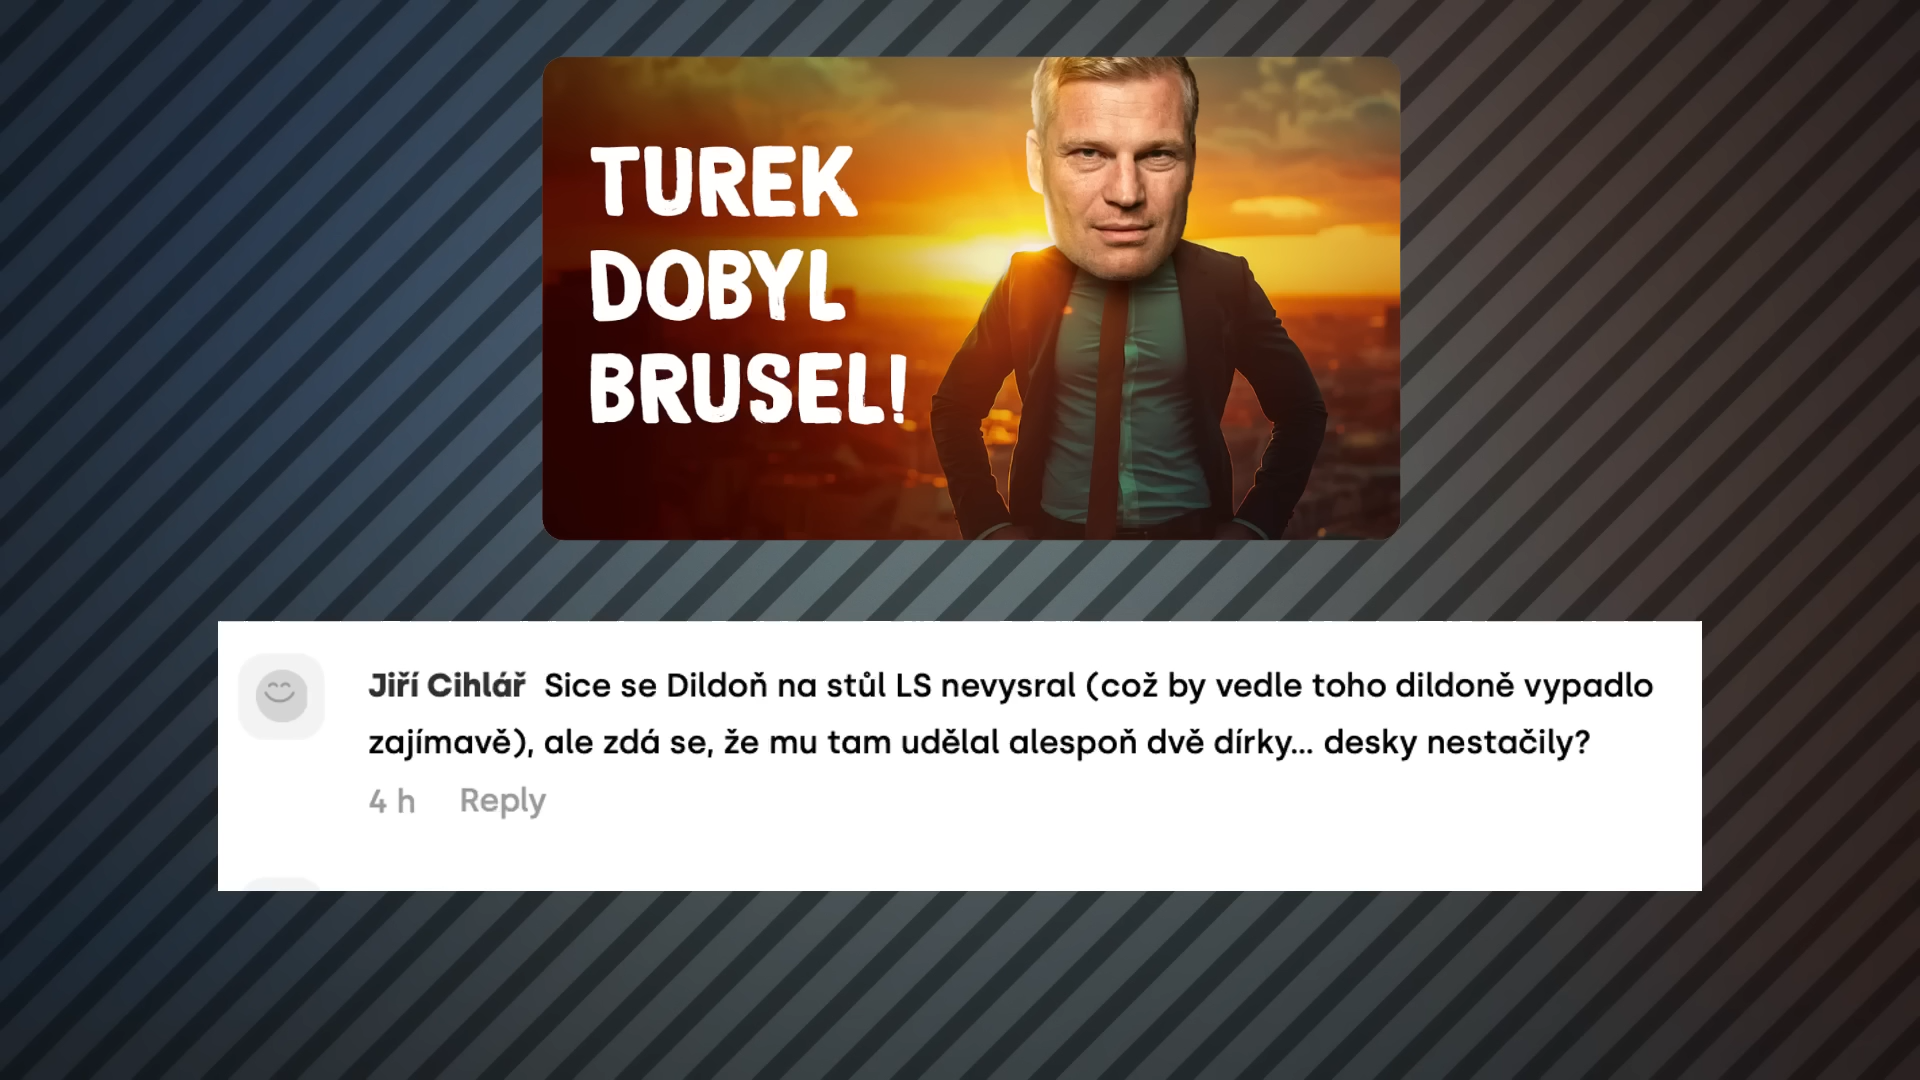 TUREK
DOBYL
BRUSEL!
Jiří Cihlář Sice se Dildoň na stůl LS nevysral (což by vedle toho dildoně vypadlo
zajímavě), ale zdá se, že mu tam udělal alespoň dvě dírky... desky nestačily?
4 h Reply